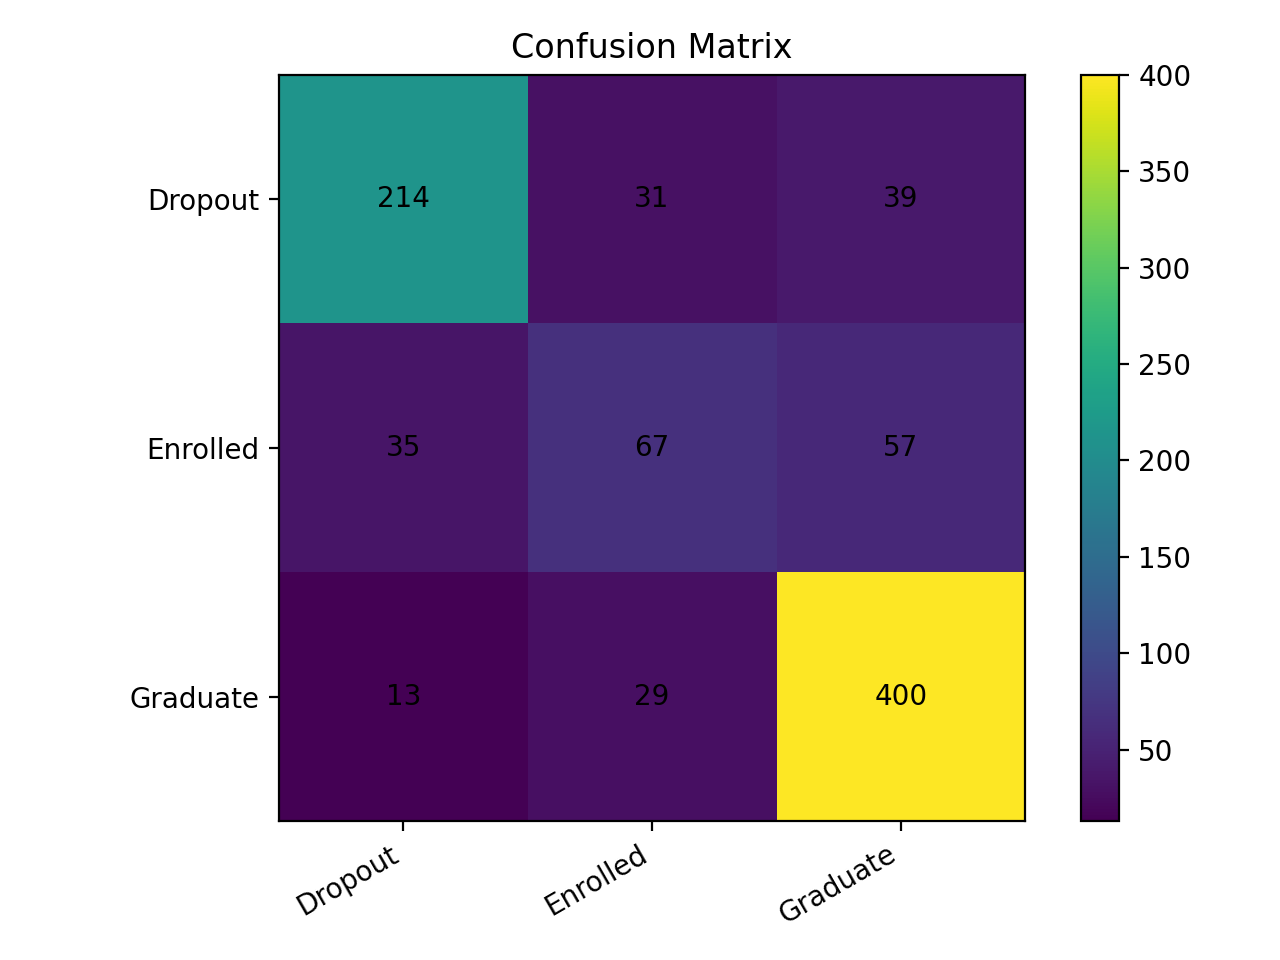 Confusion Matrix
Dropout 214 31 39
Enrolled 35 67 57
Graduate 13 29 400
Dropout Enrolled Graduate
400
350
300
250
200
150
100
50